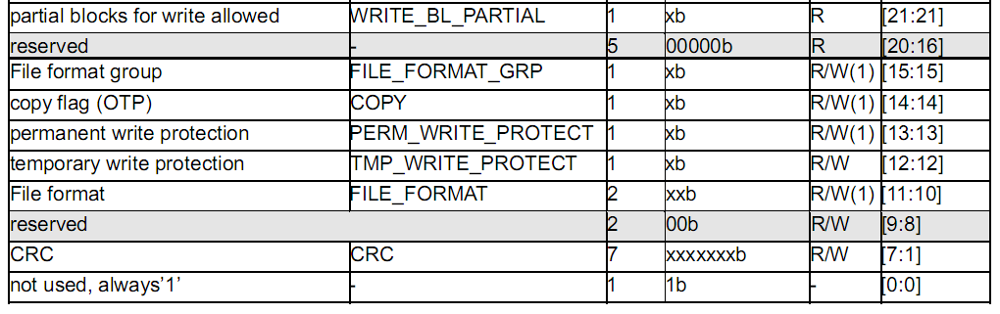 partial blocks for write allowed WRITE_BL_PARTIAL 1 xb R [21:21]
reserved - 5 00000b R [20:16]
File format group FILE_FORMAT_GRP 1 xb R/W(1) [15:15]
copy flag (OTP) COPY 1 xb R/W(1) [14:14]
permanent write protection PERM_WRITE_PROTECT 1 xb R/W(1) [13:13]
temporary write protection TMP_WRITE_PROTECT 1 xb R/W [12:12]
File format FILE_FORMAT 2 xxb R/W(1) [11:10]
reserved 2 00b R/W [9:8]
CRC CRC 7 xxxxxxxb R/W [7:1]
not used, always’1’ - 1 1b - [0:0]